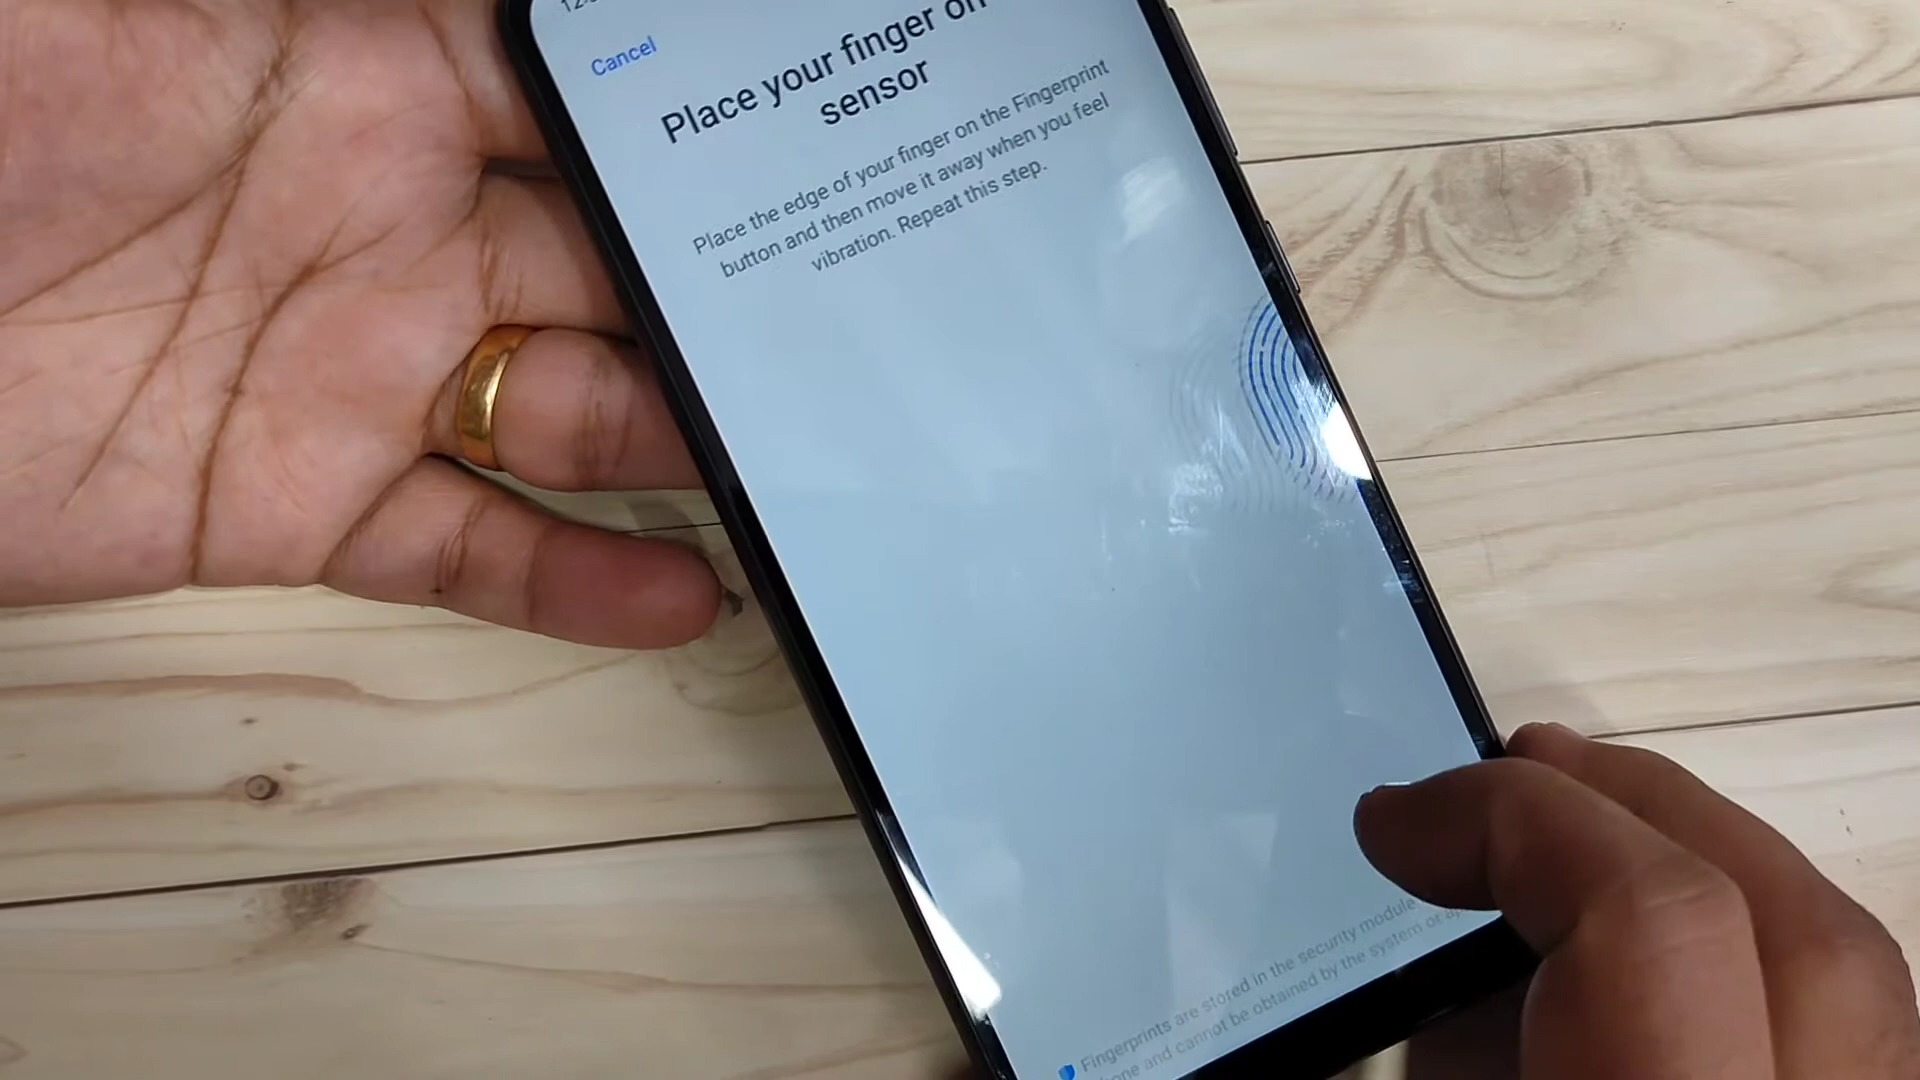 Cancel
Place your finger on
sensor
Place the edge of your finger on the Fingerprint
button and then move it away when you feel
vibration. Repeat this step.
Fingerprints are stored in the security module
and cannot be obtained by the system or